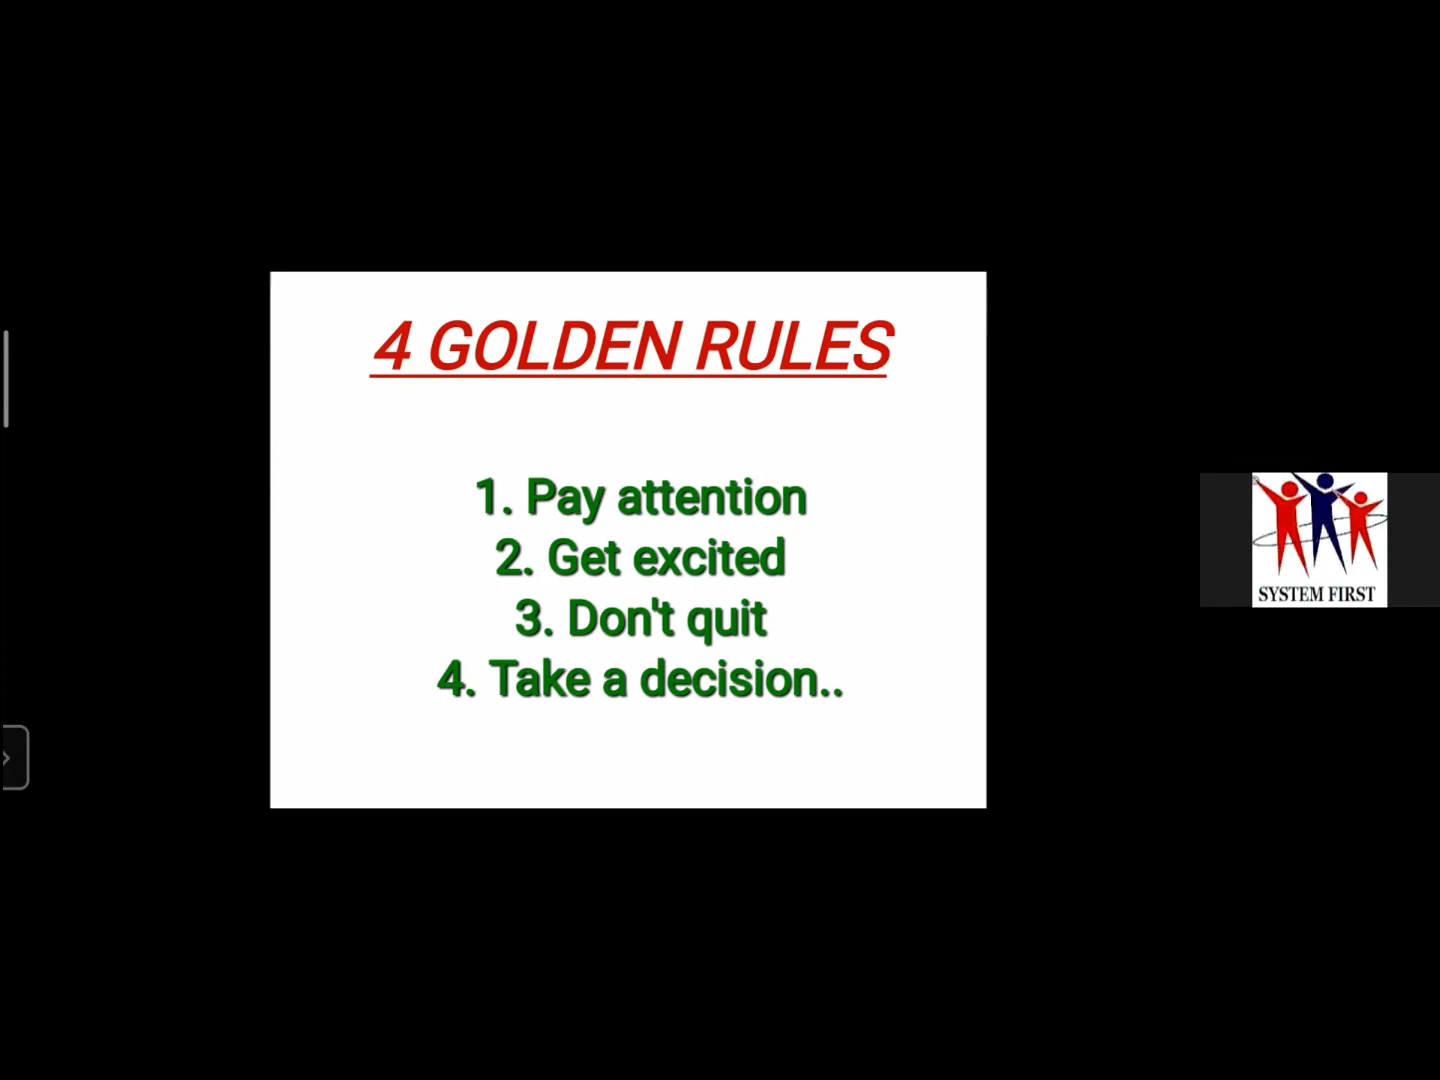 4 GOLDEN RULES
1. Pay attention
2. Get excited
3. Don't quit
4. Take a decision..
SYSTEM FIRST